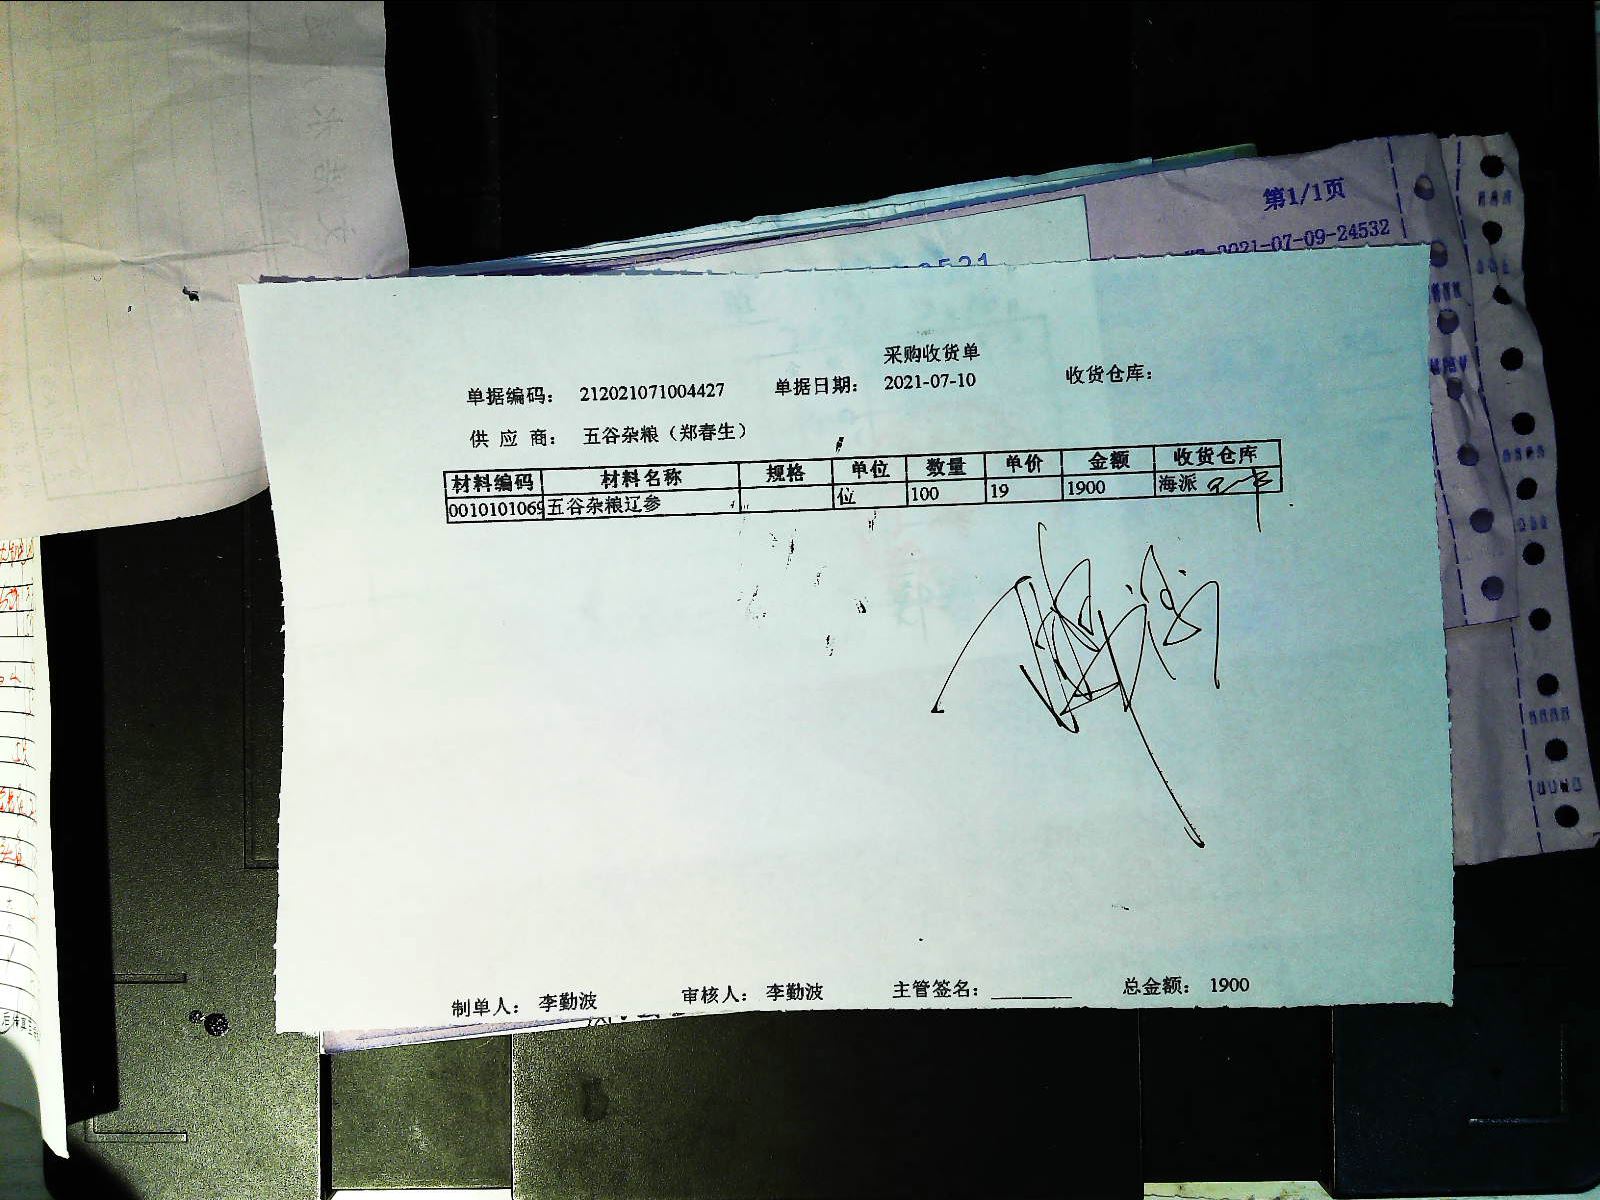 第1/1页
2021-07-09-24532
采购收货单
单据编码： 212021071004427 单据日期： 2021-07-10 收货仓库：
供 应 商： 五谷杂粮（郑春生）
材料编码 材料名称 规格 单位 数量 单价 金额 收货仓库
0010101069 五谷杂粮辽参 位 100 19 1900 海派
制单人： 李勤波 审核人： 李勤波 主管签名： 总金额： 1900